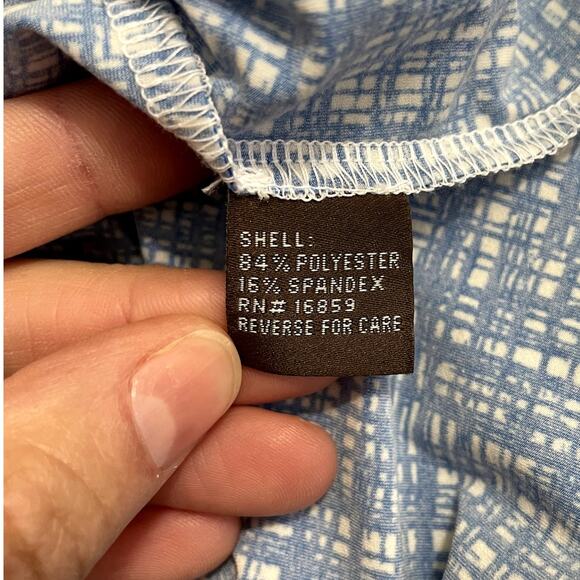 SHELL:
84% POLYESTER
16% SPANDEX
RN# 16859
REVERSE FOR CARE